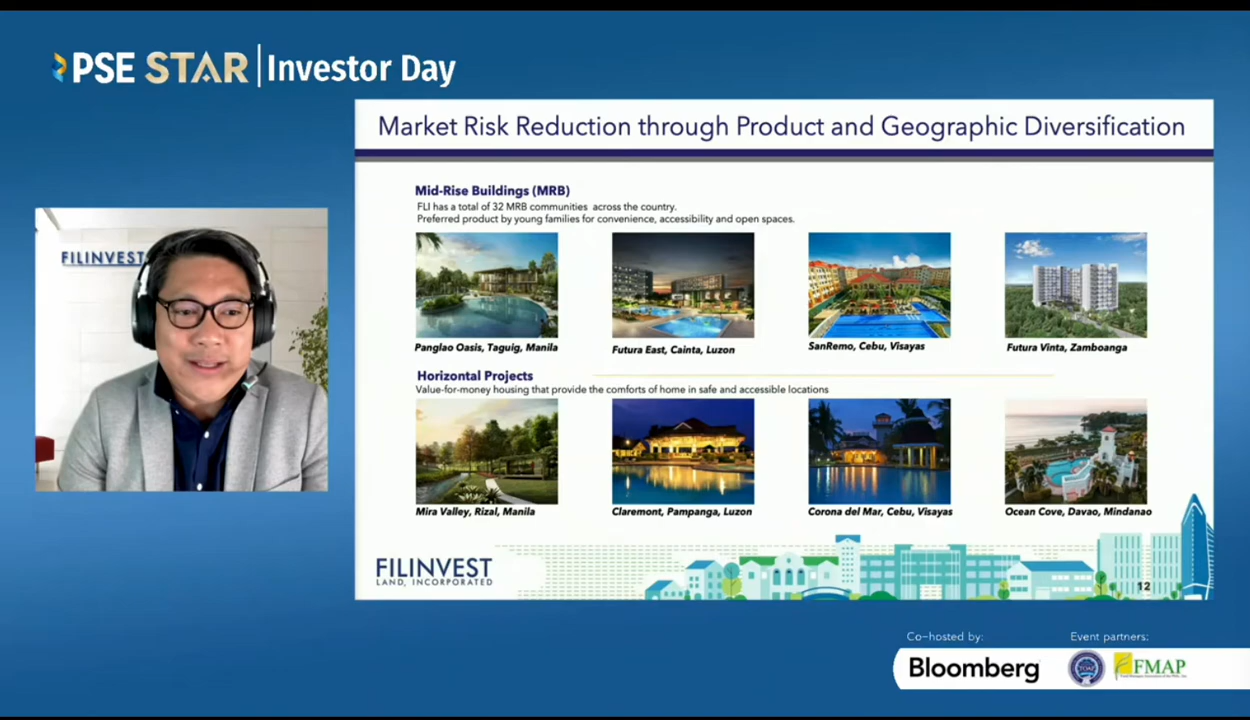 PSE STAR | Investor Day
Market Risk Reduction through Product and Geographic Diversification
FILINVEST
Mid-Rise Buildings (MRB)
FLI has a total of 32 MRB communities across the country.
Preferred product by young families for convenience, accessibility and open spaces.
Panglao Oasis, Taguig, Manila
Futura East, Cainta, Luzon
SanRemo, Cebu, Visayas
Futura Vinta, Zamboanga
Horizontal Projects
Value-for-money housing that provide the comforts of home in safe and accessible locations
Mira Valley, Rizal, Manila
Claremont, Pampanga, Luzon
Corona del Mar, Cebu, Visayas
Ocean Cove, Davao, Mindanao
FILINVEST
LAND, INCORPORATED
12
Co-hosted by:
Event partners:
Bloomberg
FMAP